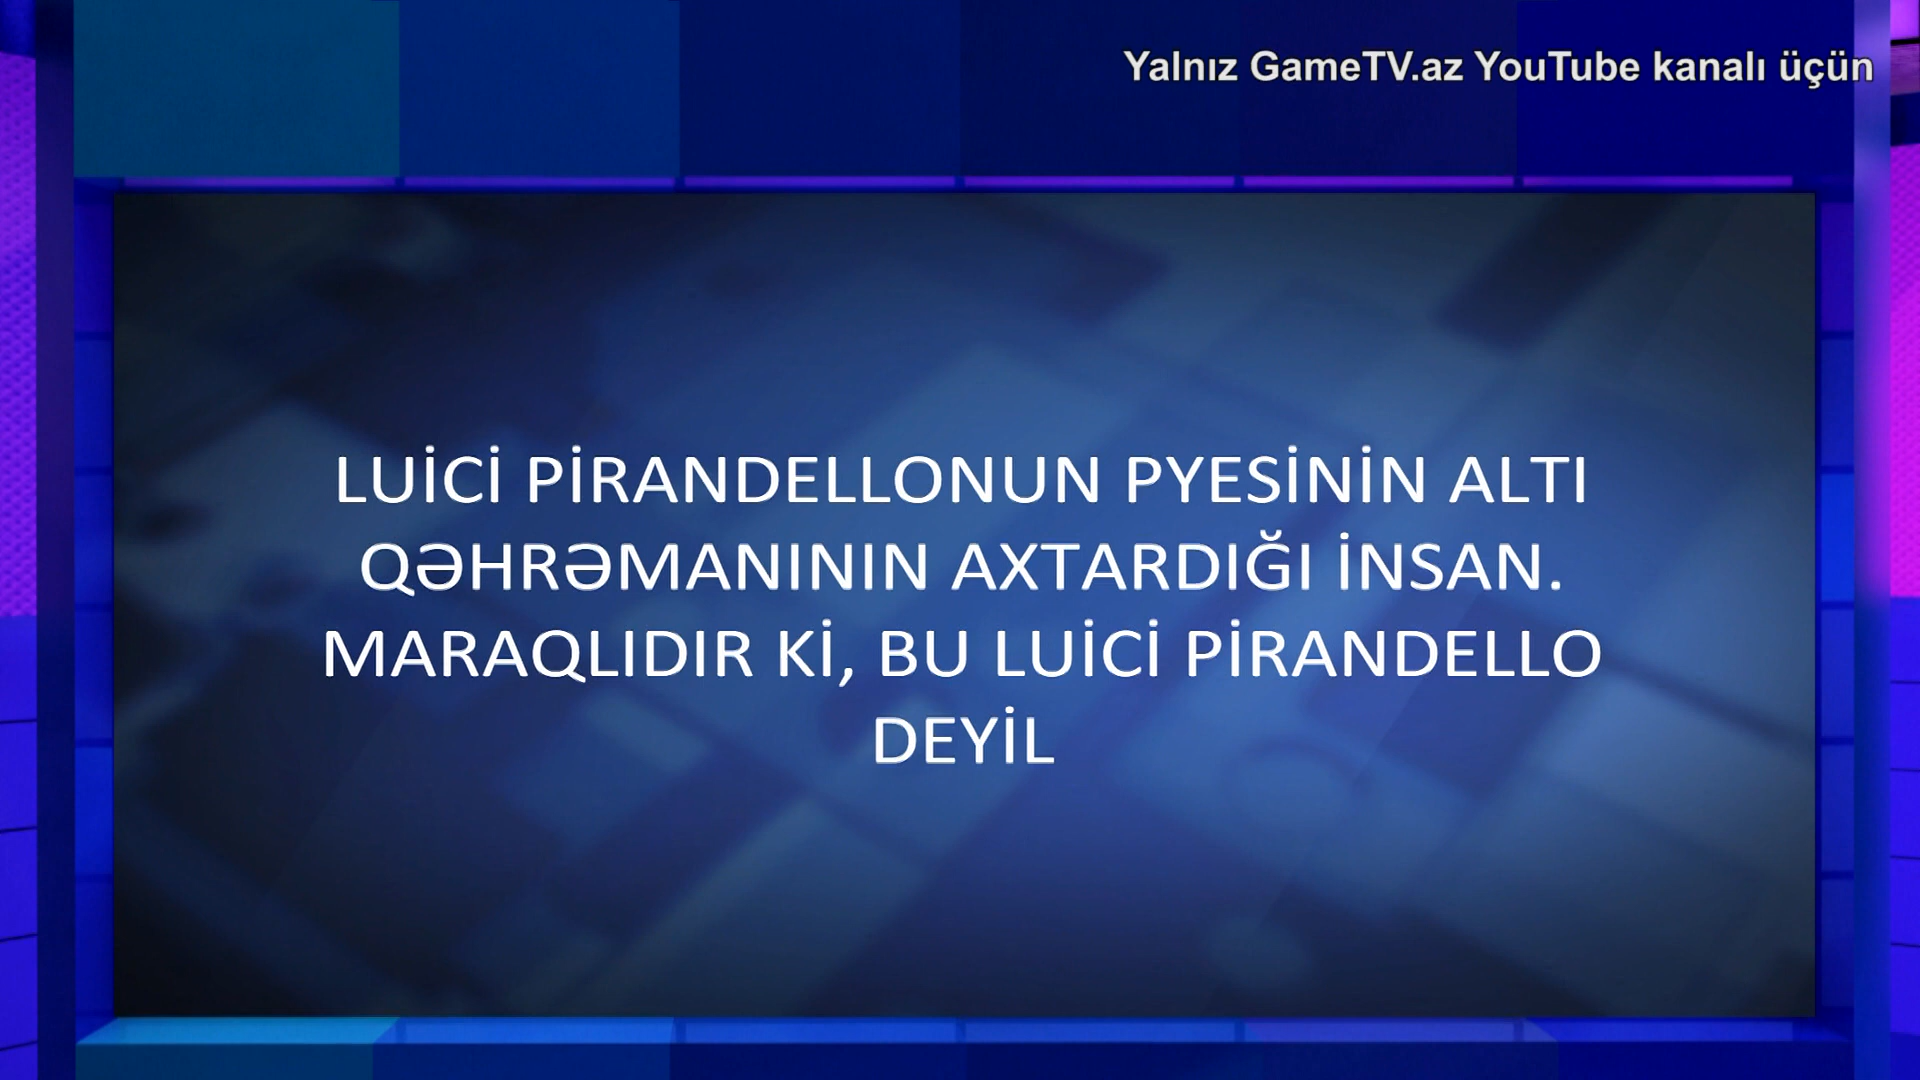 Yalnız GameTV.az YouTube kanalı üçün
LUİCİ PİRANDELLONUN PYESİNİN ALTI
QƏHRƏMANININ AXTARDIĞI İNSAN.
MARAQLIDIR Kİ, BU LUİCİ PİRANDELLO
DEYİL